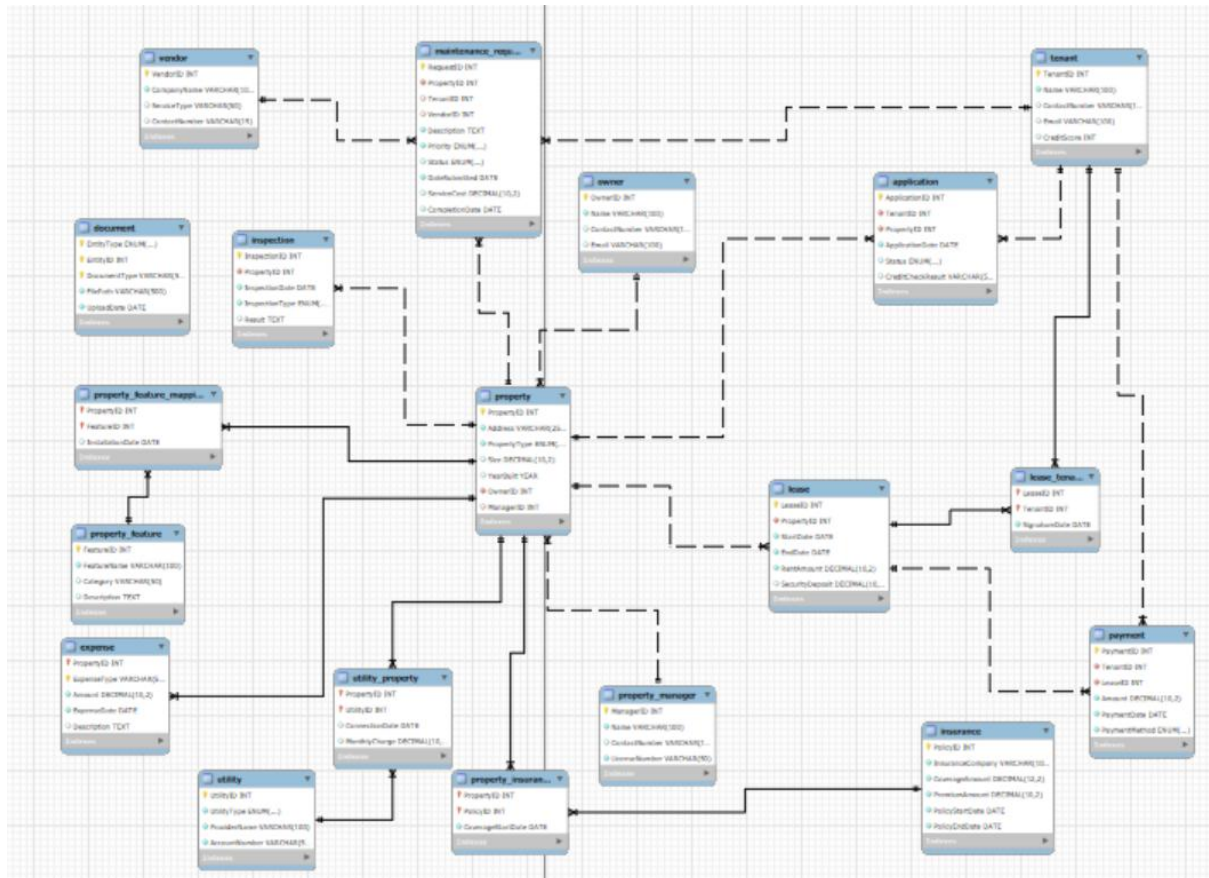 vendor
VendorID INT
CompanyName VARCHAR(10...
ServiceType VARCHAR(50)
ContactNumber VARCHAR(15)
Indexes
maintenance_requ...
RequestID INT
PropertyID INT
TenantID INT
VendorID INT
Description TEXT
Priority ENUM(...)
Status ENUM(...)
DateSubmitted DATE
ServiceCost DECIMAL(10,2)
CompletionDate DATE
Indexes
tenant
TenantID INT
Name VARCHAR(100)
ContactNumber VARCHAR(1...
Email VARCHAR(100)
CreditScore INT
Indexes
owner
OwnerID INT
Name VARCHAR(100)
ContactNumber VARCHAR(1...
Email VARCHAR(100)
Indexes
application
ApplicationID INT
TenantID INT
PropertyID INT
ApplicationDate DATE
Status ENUM(...)
CreditCheckResult VARCHAR(5...
Indexes
document
EntityType ENUM(...)
EntityID INT
DocumentType VARCHAR(5...
FilePath VARCHAR(500)
UploadDate DATE
Indexes
inspection
InspectionID INT
PropertyID INT
InspectionDate DATE
InspectionType ENUM(...
Result TEXT
Indexes
property_feature_mappi...
PropertyID INT
FeatureID INT
InstallationDate DATE
Indexes
property
PropertyID INT
Address VARCHAR(25...
PropertyType ENUM(...
Size DECIMAL(10,2)
YearBuilt YEAR
OwnerID INT
ManagerID INT
Indexes
lease
LeaseID INT
PropertyID INT
StartDate DATE
EndDate DATE
RentAmount DECIMAL(10,2)
SecurityDeposit DECIMAL(10,...
Indexes
lease_tena...
LeaseID INT
TenantID INT
SignatureDate DATE
Indexes
property_feature
FeatureID INT
FeatureName VARCHAR(100)
Category VARCHAR(50)
Description TEXT
Indexes
expense
PropertyID INT
ExpenseType VARCHAR(5...
Amount DECIMAL(10,2)
ExpenseDate DATE
Description TEXT
Indexes
utility_property
PropertyID INT
UtilityID INT
ConnectionDate DATE
MonthlyCharge DECIMAL(10,...
Indexes
property_manager
ManagerID INT
Name VARCHAR(100)
ContactNumber VARCHAR(1...
LicenseNumber VARCHAR(50)
Indexes
payment
PaymentID INT
TenantID INT
LeaseID INT
Amount DECIMAL(10,2)
PaymentDate DATE
PaymentMethod ENUM(...)
Indexes
utility
UtilityID INT
UtilityType ENUM(...)
ProviderName VARCHAR(100)
AccountNumber VARCHAR(5...
Indexes
property_insuran...
PropertyID INT
PolicyID INT
CoverageStartDate DATE
Indexes
insurance
PolicyID INT
InsuranceCompany VARCHAR(10...
CoverageAmount DECIMAL(12,2)
PremiumAmount DECIMAL(10,2)
PolicyStartDate DATE
PolicyEndDate DATE
Indexes